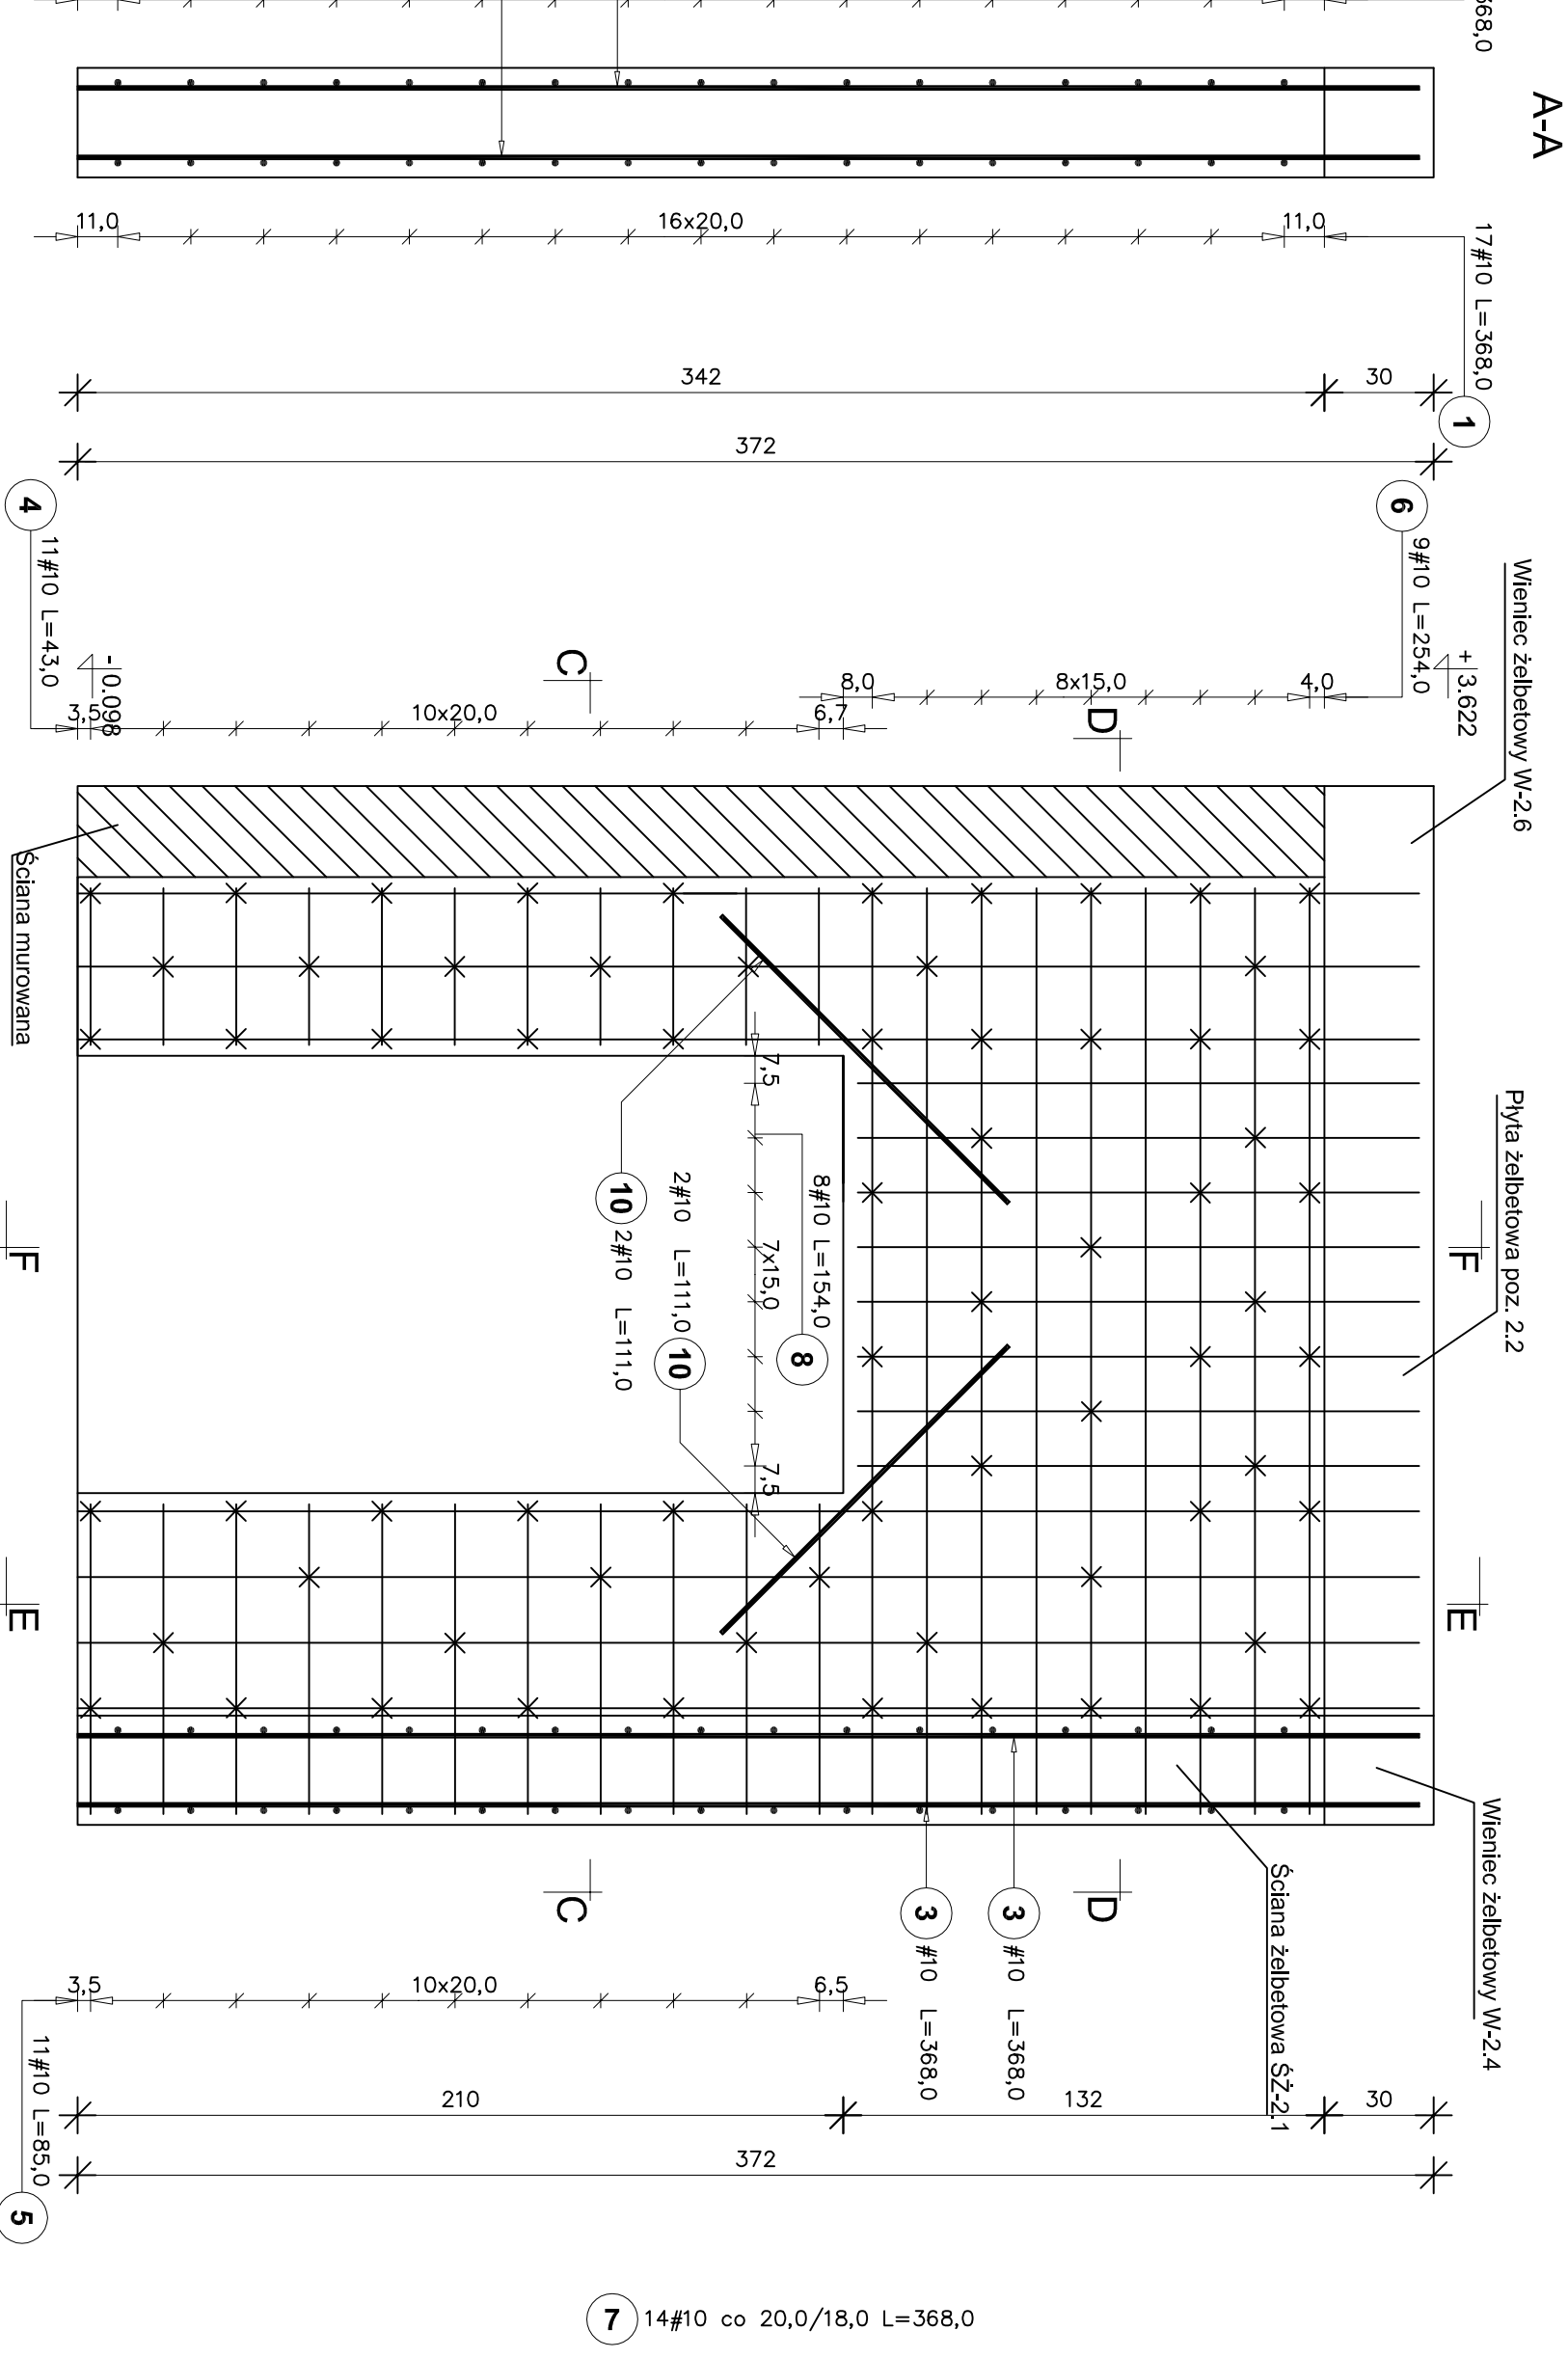 A-A
368,0
11,0
16x20,0
11,0
17#10 L=368,0
1
342
30
372
4
11#10 L=43,0
6
9#10 L=254,0
Wieniec żelbetowy W-2.6
- 0.098
+ 3.622
C
8,0
8x15,0
4,0
3,5
10x20,0
6,7
D
Ściana murowana
Płyta żelbetowa poz. 2.2
7,5
8#10 L=154,0
8
7x15,0
7,5
2#10 L=111,0
10
10
2#10 L=111,0
F
F
E
E
Wieniec żelbetowy W-2.4
Ściana żelbetowa ŚŻ-2.1
C
D
3
#10 L=368,0
3
#10 L=368,0
3,5
10x20,0
6,5
11#10 L=85,0
5
210
132
30
372
7
14#10 co 20,0/18,0 L=368,0